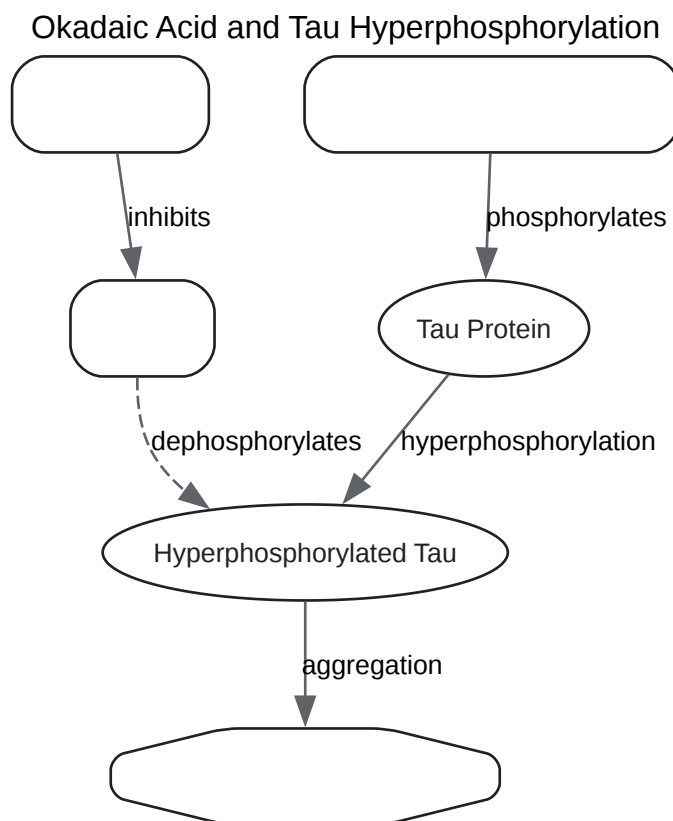 Okadaic Acid and Tau Hyperphosphorylation
inhibits
phosphorylates
Tau Protein
dephosphorylates
hyperphosphorylation
Hyperphosphorylated Tau
aggregation